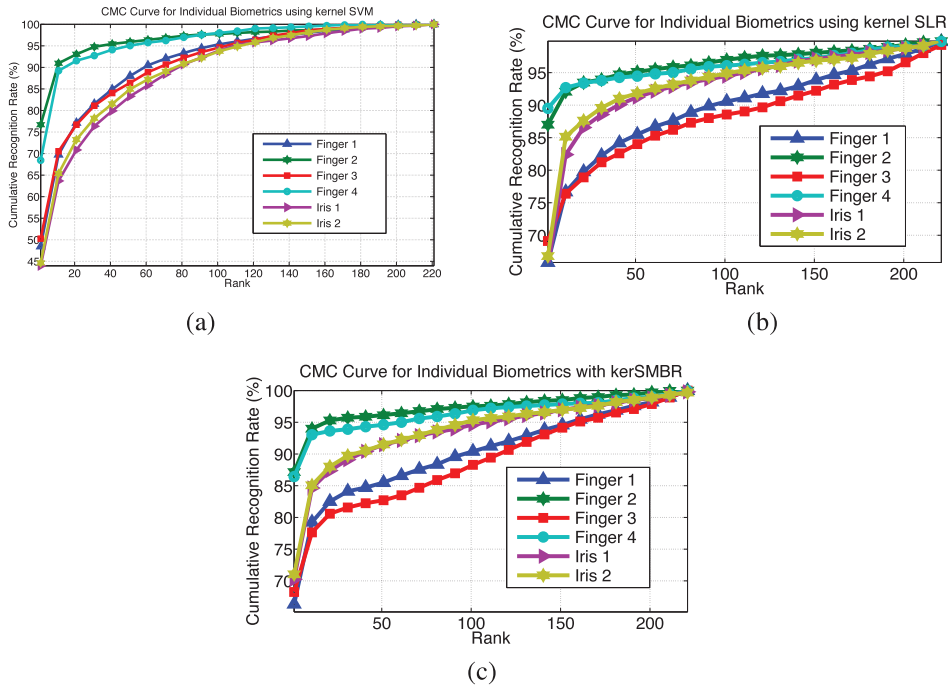 CMC Curve for Individual Biometrics using kernel SVM
Cumulative Recognition Rate (%)
100
95
90
85
80
75
70
65
60
55
50
45
20 40 60 80 100 120 140 160 180 200 220
Rank
Finger 1
Finger 2
Finger 3
Finger 4
Iris 1
Iris 2
(a)
CMC Curve for Individual Biometrics using kernel SLR
Cumulative Recognition Rate (%)
100
95
90
85
80
75
70
50 100 150 200
Rank
Finger 1
Finger 2
Finger 3
Finger 4
Iris 1
Iris 2
(b)
CMC Curve for Individual Biometrics with kerSMBR
Cumulative Recognition Rate (%)
100
95
90
85
80
75
70
50 100 150 200
Rank
Finger 1
Finger 2
Finger 3
Finger 4
Iris 1
Iris 2
(c)